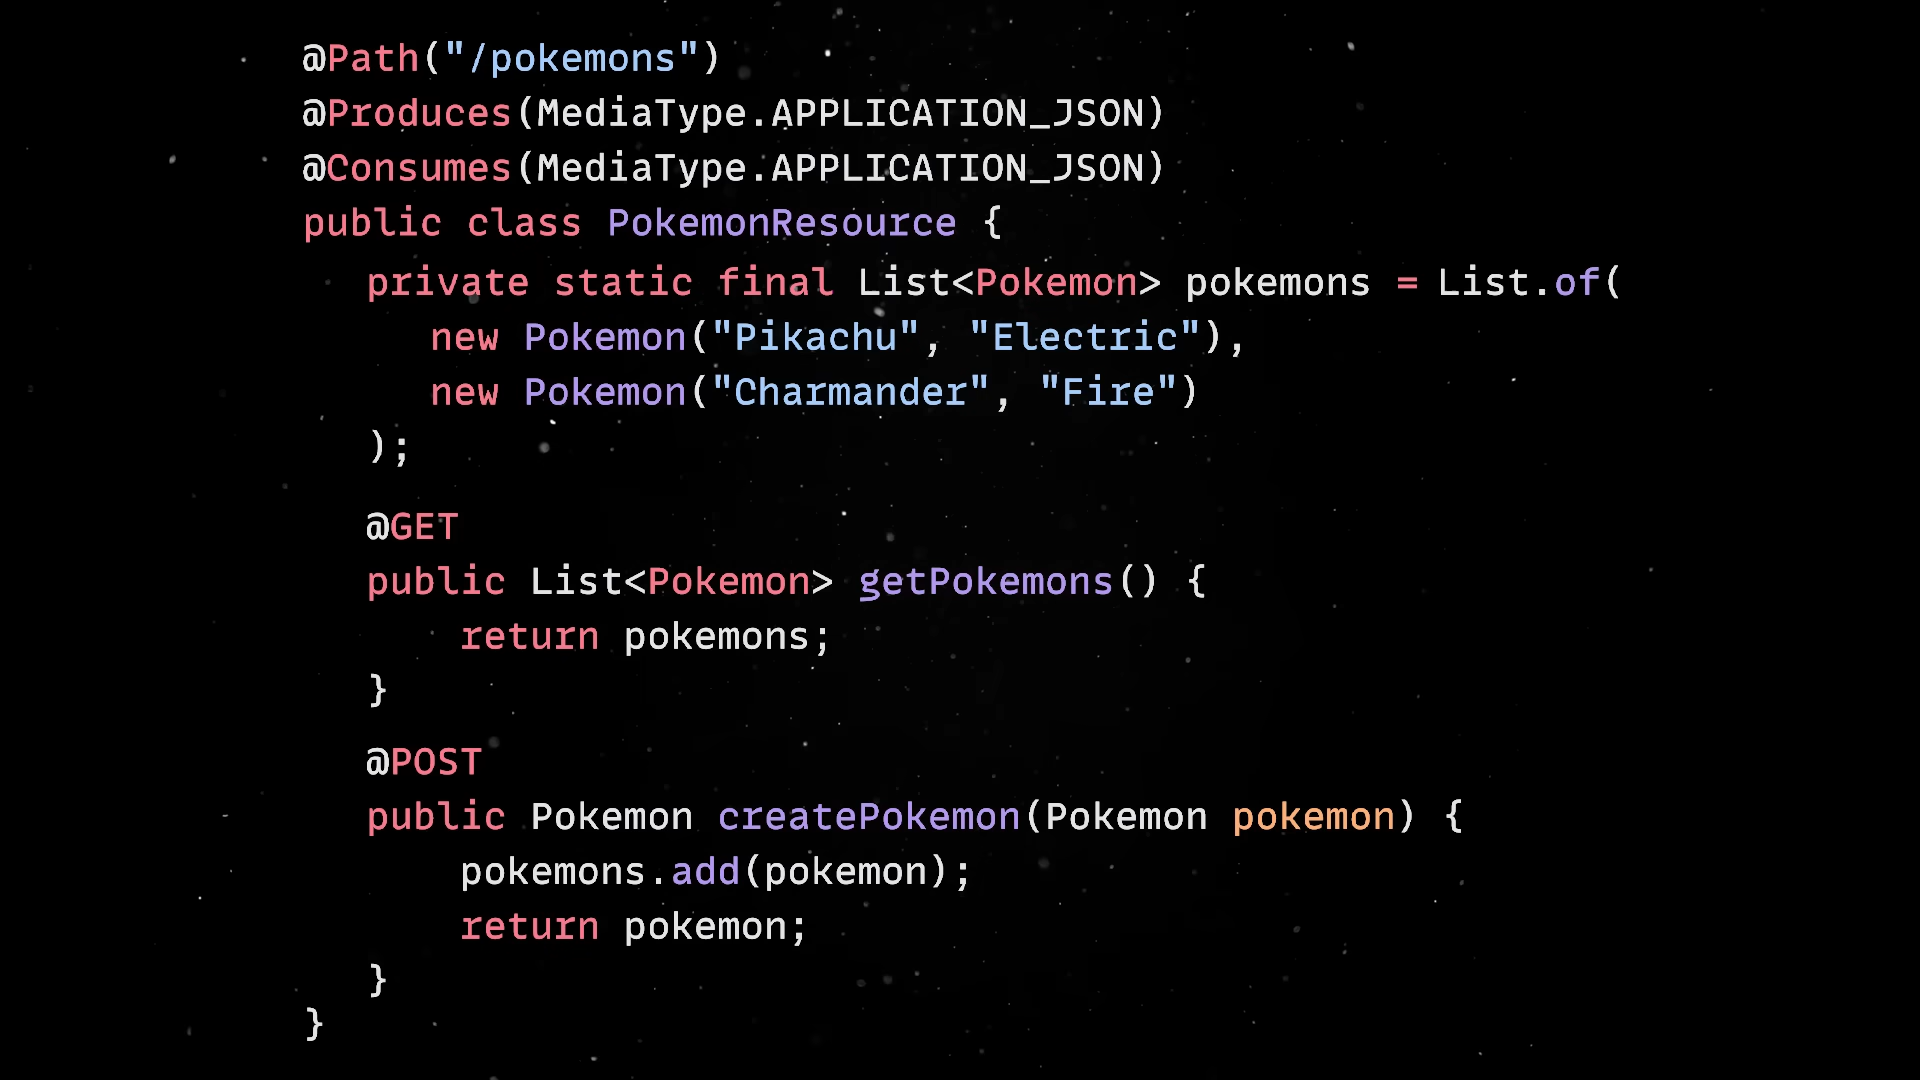 @Path("/pokemons")
@Produces(MediaType.APPLICATION_JSON)
@Consumes(MediaType.APPLICATION_JSON)
public class PokemonResource {
private static final List<Pokemon> pokemons = List.of(
new Pokemon("Pikachu", "Electric"),
new Pokemon("Charmander", "Fire")
);
@GET
public List<Pokemon> getPokemons() {
return pokemons;
}
@POST
public Pokemon createPokemon(Pokemon pokemon) {
pokemons.add(pokemon);
return pokemon;
}
}